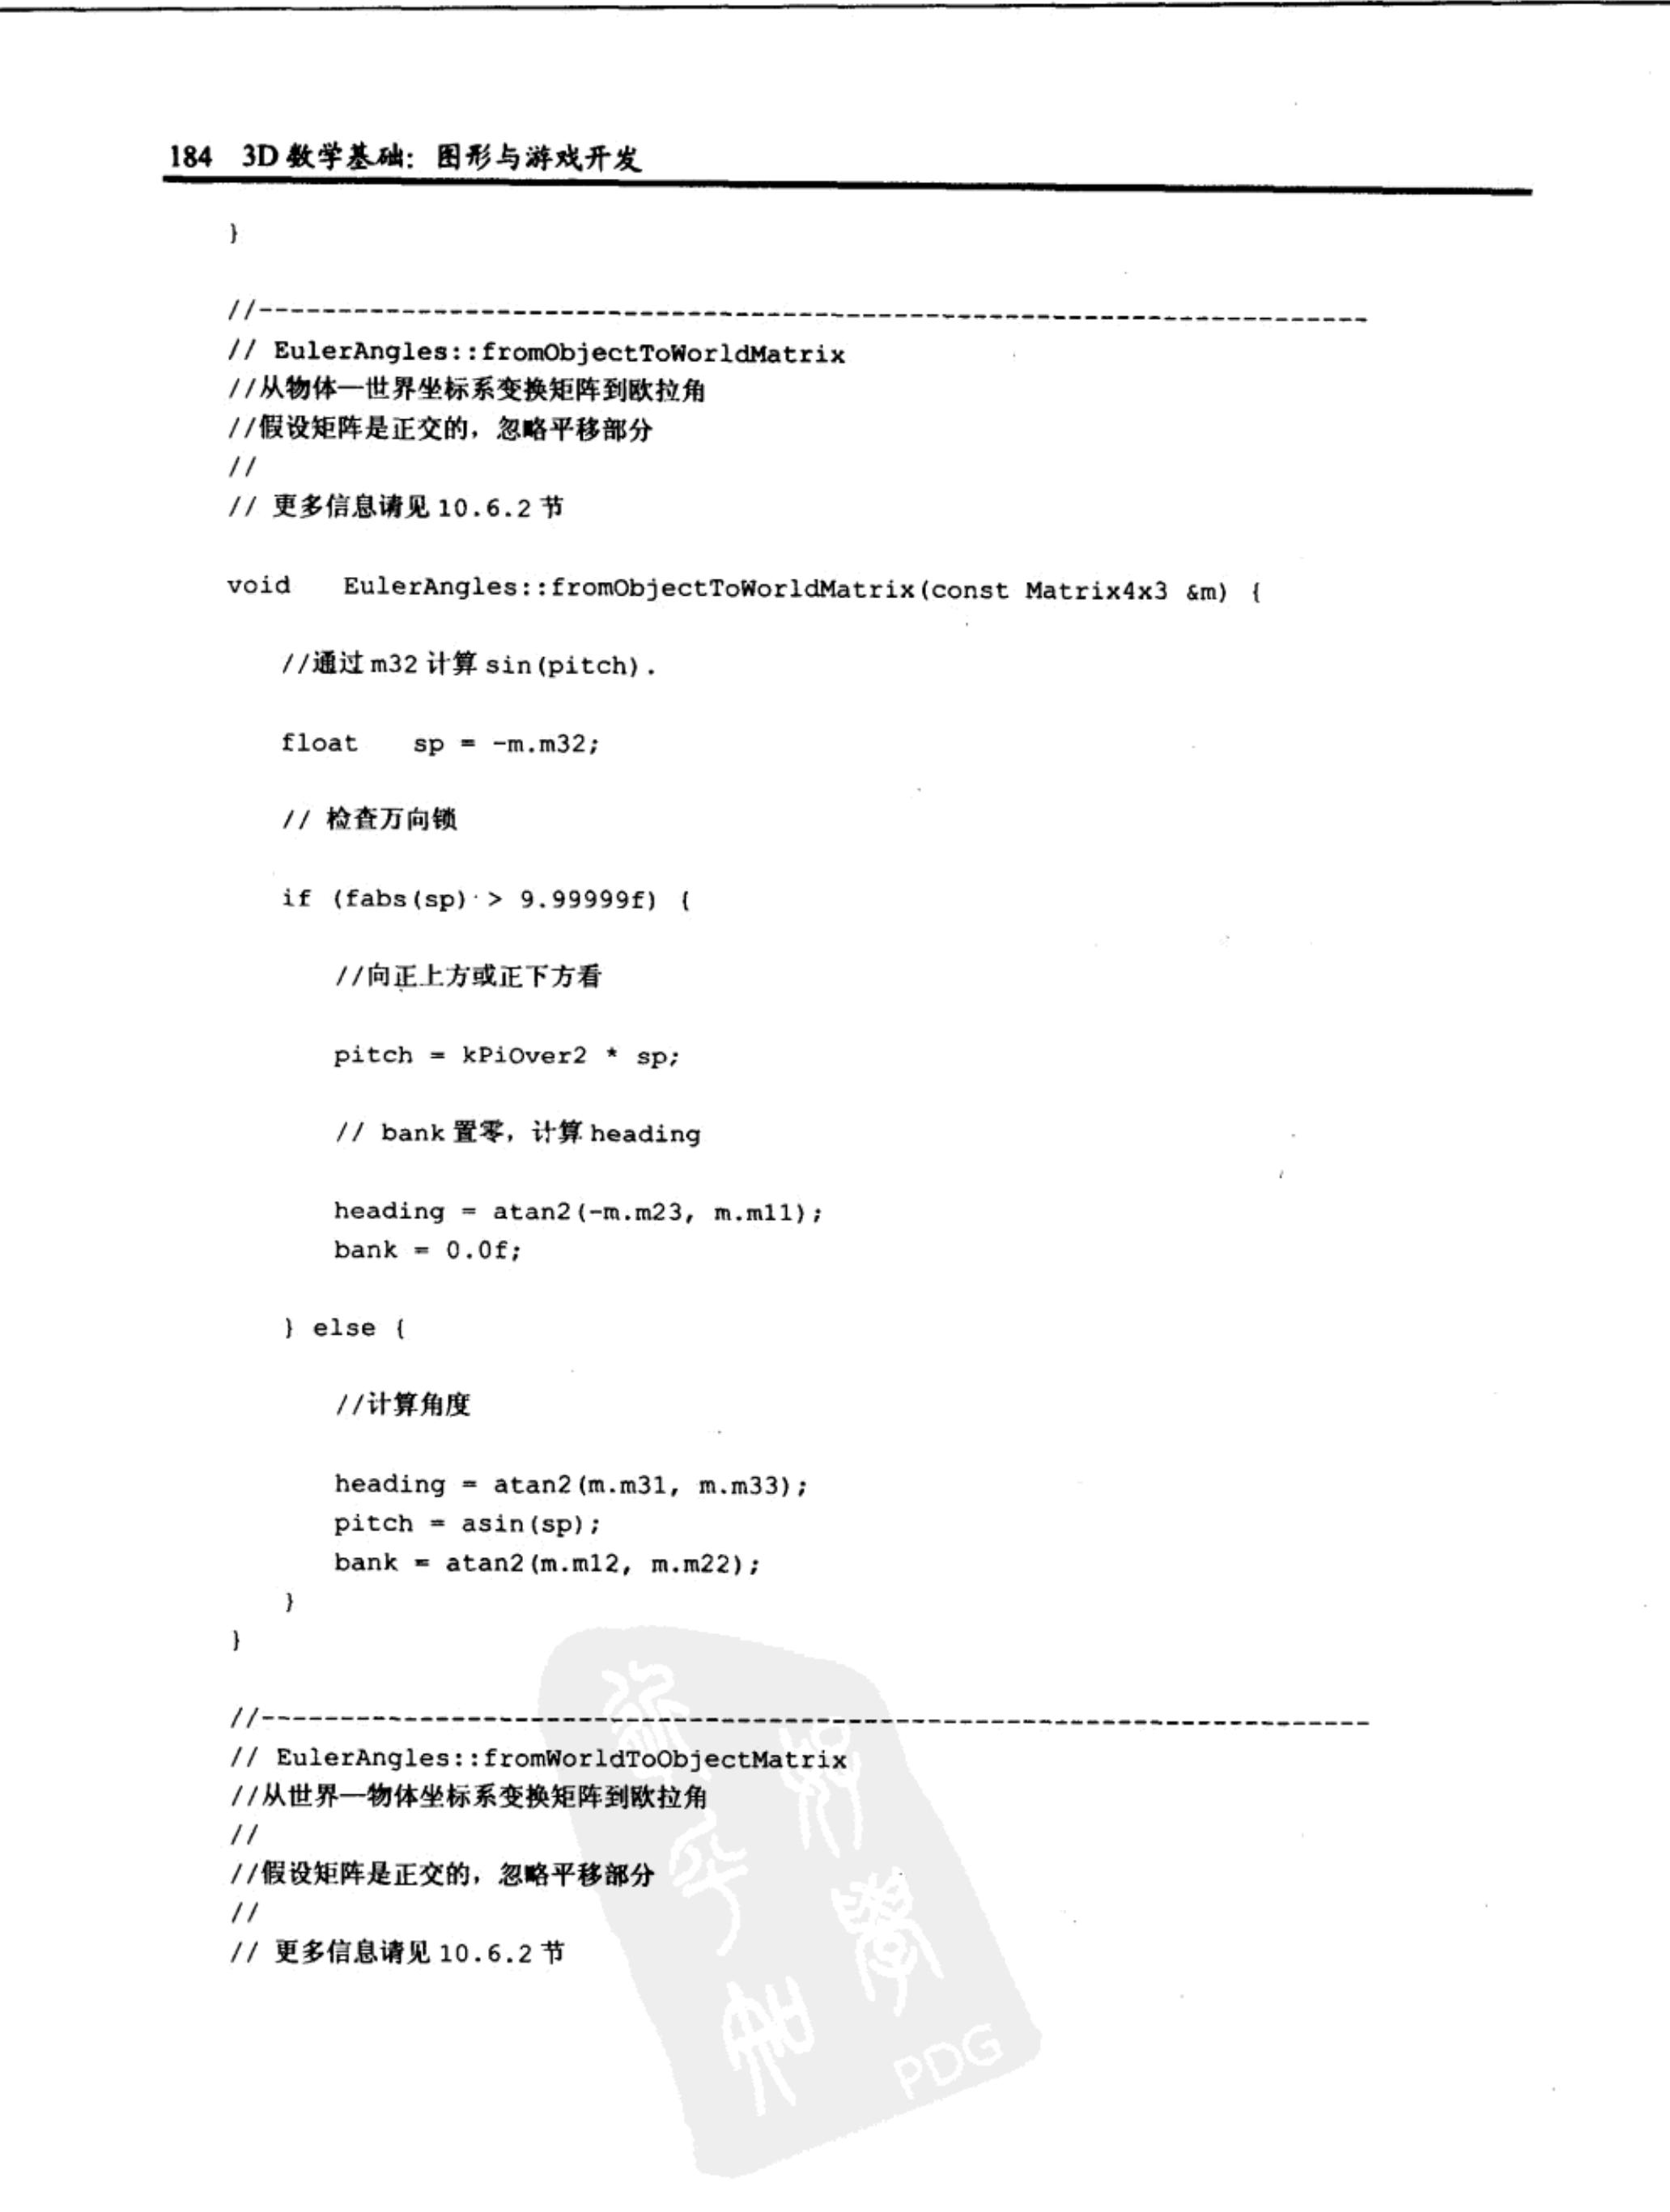 184 3D 数学基础：图形与游戏开发
}
//----------------------------------------------------------------------
// EulerAngles::fromObjectToWorldMatrix
//从物体—世界坐标系变换矩阵到欧拉角
//假设矩阵是正交的，忽略平移部分
//
// 更多信息请见 10.6.2 节
void EulerAngles::fromObjectToWorldMatrix(const Matrix4x3 &m) {
//通过 m32 计算 sin(pitch).
float sp = -m.m32;
// 检查万向锁
if (fabs(sp) > 9.99999f) {
//向正上方或正下方看
pitch = kPiOver2 * sp;
// bank 置零，计算 heading
heading = atan2(-m.m23, m.m11);
bank = 0.0f;
} else {
//计算角度
heading = atan2(m.m31, m.m33);
pitch = asin(sp);
bank = atan2(m.m12, m.m22);
}
}
//----------------------------------------------------------------------
// EulerAngles::fromWorldToObjectMatrix
//从世界—物体坐标系变换矩阵到欧拉角
//
//假设矩阵是正交的，忽略平移部分
//
// 更多信息请见 10.6.2 节
PDG